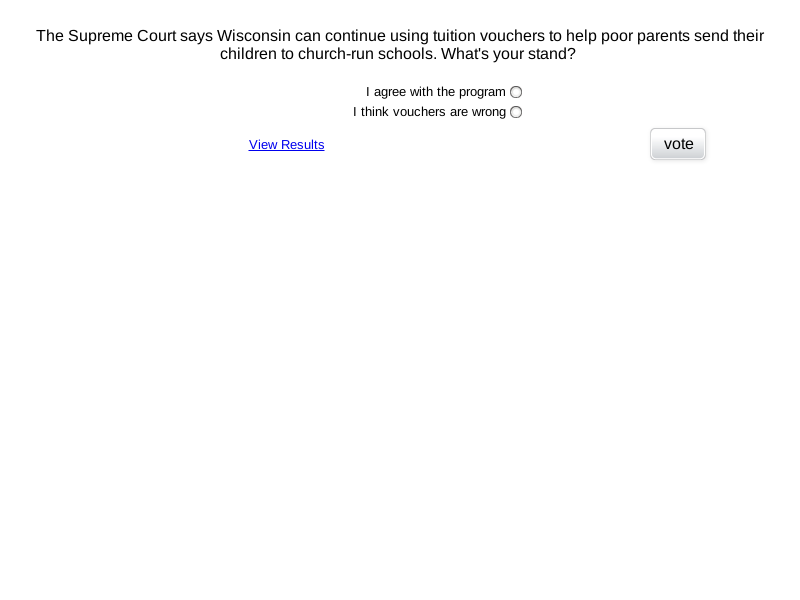 The Supreme Court says Wisconsin can continue using tuition vouchers to help poor parents send their
children to church-run schools. What's your stand?
I agree with the program
I think vouchers are wrong
View Results
vote